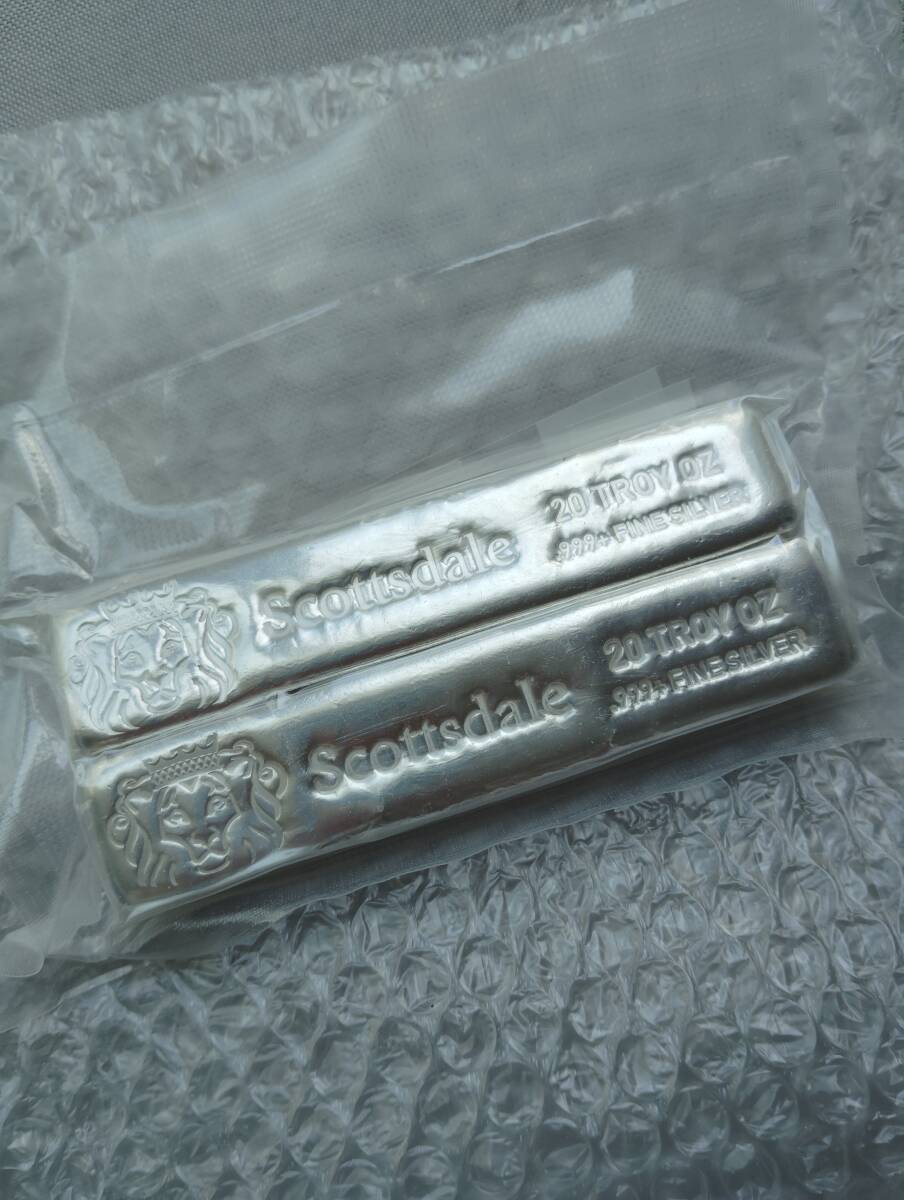 Scottsdale
20 TROY OZ
.999+ FINE SILVER
Scottsdale
20 TROY OZ
.999+ FINE SILVER